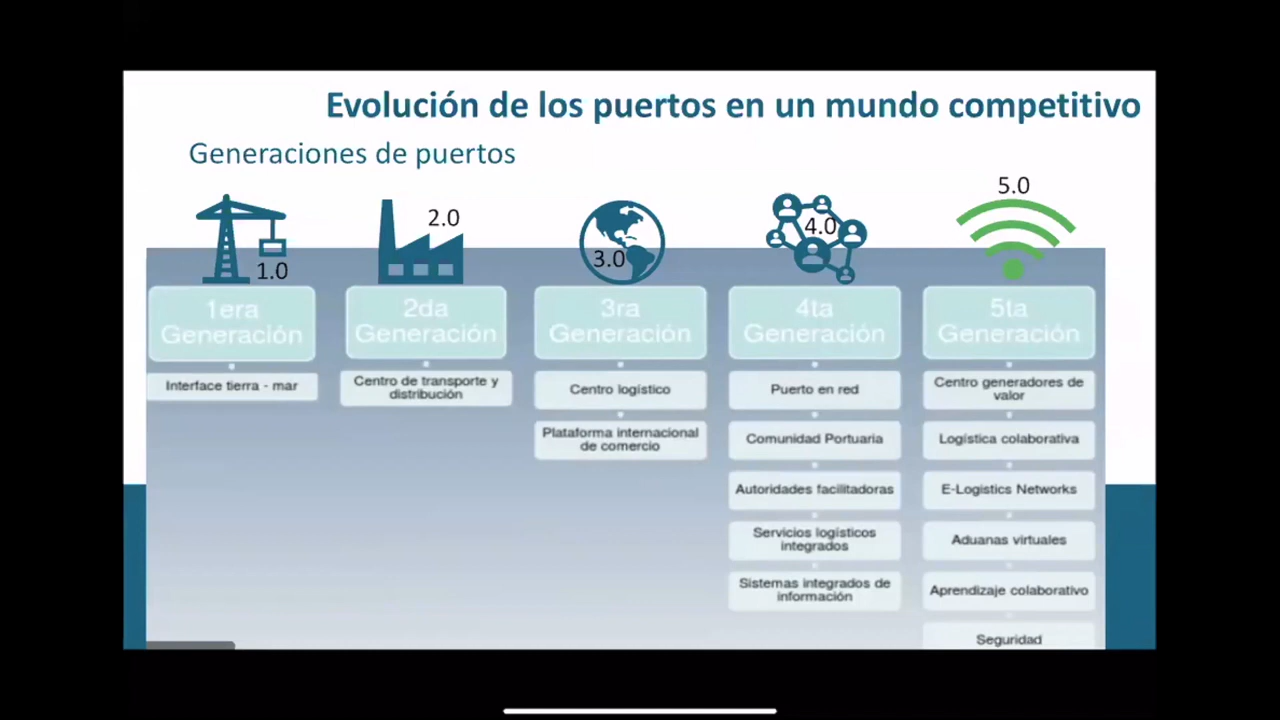 Evolución de los puertos en un mundo competitivo
Generaciones de puertos
1.0
2.0
3.0
4.0
5.0
1era
Generación
Interface tierra - mar
2da
Generación
Centro de transporte y
distribución
3ra
Generación
Centro logístico
Plataforma internacional
de comercio
4ta
Generación
Puerto en red
Comunidad Portuaria
Autoridades facilitadoras
Servicios logísticos
integrados
Sistemas integrados de
información
5ta
Generación
Centro generadores de
valor
Logística colaborativa
E-Logistics Networks
Aduanas virtuales
Aprendizaje colaborativo
Seguridad